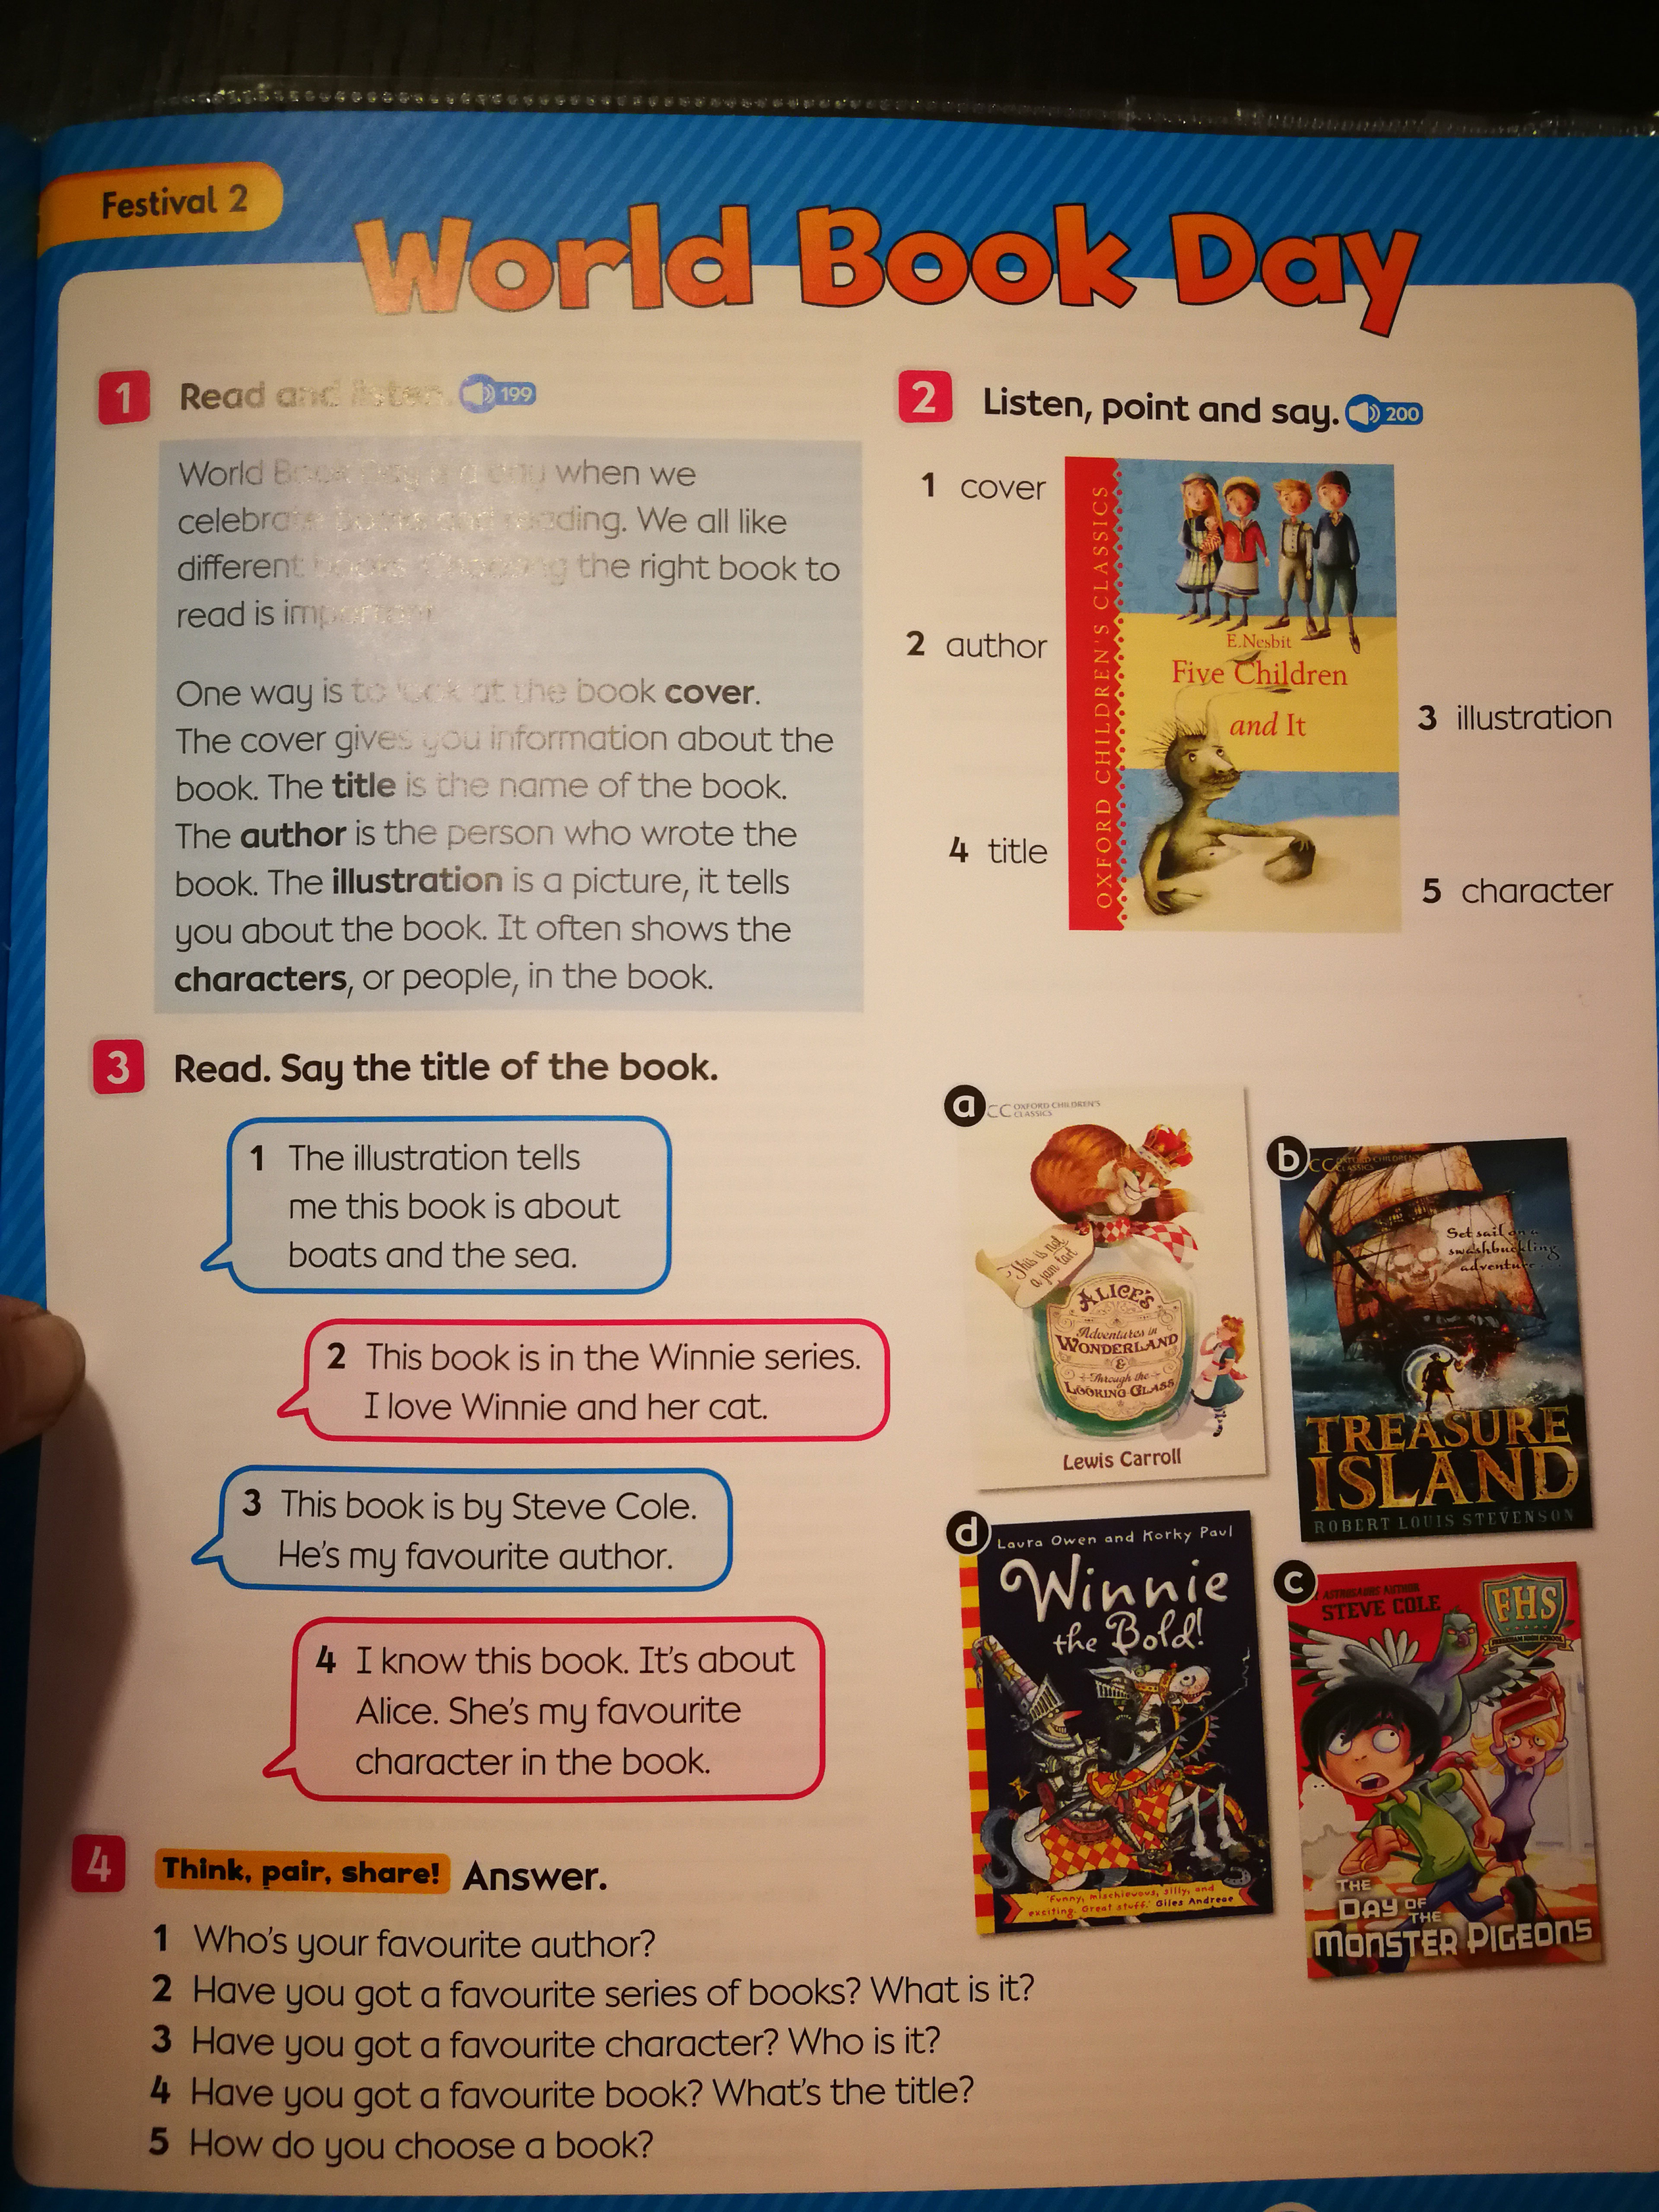 Festival 2
World Book Day
1 Read and listen. 199
World Book Day is a day when we
celebrate books and reading. We all like
different books. Choosing the right book to
read is important.
One way is to look at the book cover.
The cover gives you information about the
book. The title is the name of the book.
The author is the person who wrote the
book. The illustration is a picture, it tells
you about the book. It often shows the
characters, or people, in the book.
2 Listen, point and say. 200
1 cover
2 author
3 illustration
4 title
5 character
OXFORD CHILDREN'S CLASSICS
E. Nesbit
Five Children
and It
3 Read. Say the title of the book.
1 The illustration tells
me this book is about
boats and the sea.
2 This book is in the Winnie series.
I love Winnie and her cat.
3 This book is by Steve Cole.
He's my favourite author.
4 I know this book. It's about
Alice. She's my favourite
character in the book.
a
CC OXFORD CHILDREN'S
CLASSICS
This is not
a jam tart
ALICE'S
Adventures in
WONDERLAND
&
Through the
LOOKING GLASS
Lewis Carroll
b
CC OXFORD CHILDREN'S
CLASSICS
Set sail on a
swashbuckling
adventure...
TREASURE
ISLAND
ROBERT LOUIS STEVENSON
d
Laura Owen and Korky Paul
Winnie
the Bold!
'Funny, mischievous, silly, and
exciting. Great stuff.' Giles Andreae
c
ASTROSAURS AUTHOR
STEVE COLE
FHS
HIGH SCHOOL
THE
DAY OF
THE
MONSTER PIGEONS
4 Think, pair, share! Answer.
1 Who's your favourite author?
2 Have you got a favourite series of books? What is it?
3 Have you got a favourite character? Who is it?
4 Have you got a favourite book? What's the title?
5 How do you choose a book?